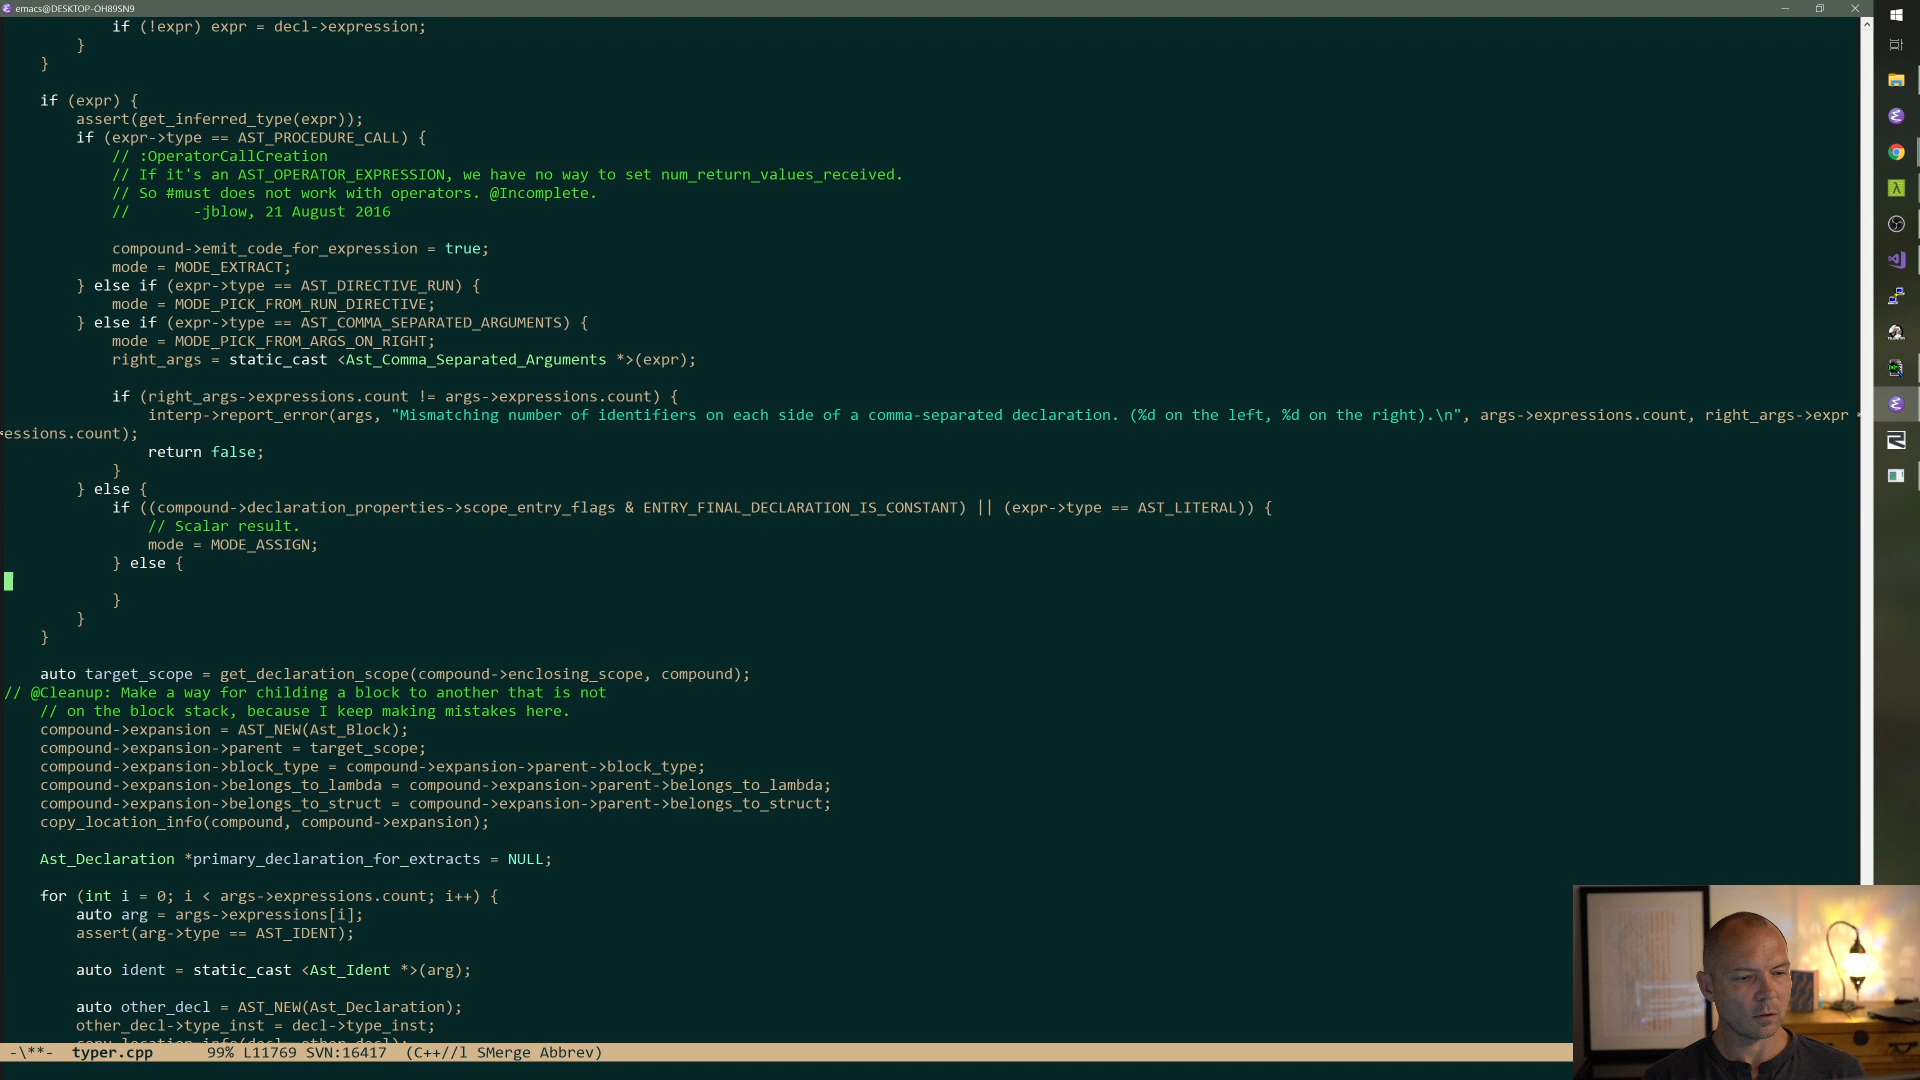 emacs@DESKTOP-OH89SN9
if (!expr) expr = decl->expression;
}
}
if (expr) {
assert(get_inferred_type(expr));
if (expr->type == AST_PROCEDURE_CALL) {
// :OperatorCallCreation
// If it's an AST_OPERATOR_EXPRESSION, we have no way to set num_return_values_received.
// So #must does not work with operators. @Incomplete.
//       -jblow, 21 August 2016
compound->emit_code_for_expression = true;
mode = MODE_EXTRACT;
} else if (expr->type == AST_DIRECTIVE_RUN) {
mode = MODE_PICK_FROM_RUN_DIRECTIVE;
} else if (expr->type == AST_COMMA_SEPARATED_ARGUMENTS) {
mode = MODE_PICK_FROM_ARGS_ON_RIGHT;
right_args = static_cast <Ast_Comma_Separated_Arguments *>(expr);
if (right_args->expressions.count != args->expressions.count) {
interp->report_error(args, "Mismatching number of identifiers on each side of a comma-separated declaration. (%d on the left, %d on the right).\n", args->expressions.count, right_args->expr
essions.count);
return false;
}
} else {
if ((compound->declaration_properties->scope_entry_flags & ENTRY_FINAL_DECLARATION_IS_CONSTANT) || (expr->type == AST_LITERAL)) {
// Scalar result.
mode = MODE_ASSIGN;
} else {
}
}
}
auto target_scope = get_declaration_scope(compound->enclosing_scope, compound);
// @Cleanup: Make a way for childing a block to another that is not
// on the block stack, because I keep making mistakes here.
compound->expansion = AST_NEW(Ast_Block);
compound->expansion->parent = target_scope;
compound->expansion->block_type = compound->expansion->parent->block_type;
compound->expansion->belongs_to_lambda = compound->expansion->parent->belongs_to_lambda;
compound->expansion->belongs_to_struct = compound->expansion->parent->belongs_to_struct;
copy_location_info(compound, compound->expansion);
Ast_Declaration *primary_declaration_for_extracts = NULL;
for (int i = 0; i < args->expressions.count; i++) {
auto arg = args->expressions[i];
assert(arg->type == AST_IDENT);
auto ident = static_cast <Ast_Ident *>(arg);
auto other_decl = AST_NEW(Ast_Declaration);
other_decl->type_inst = decl->type_inst;
copy_location_info(decl, other_decl);
-\**-  typer.cpp      99% L11769 SVN:16417  (C++//l SMerge Abbrev)